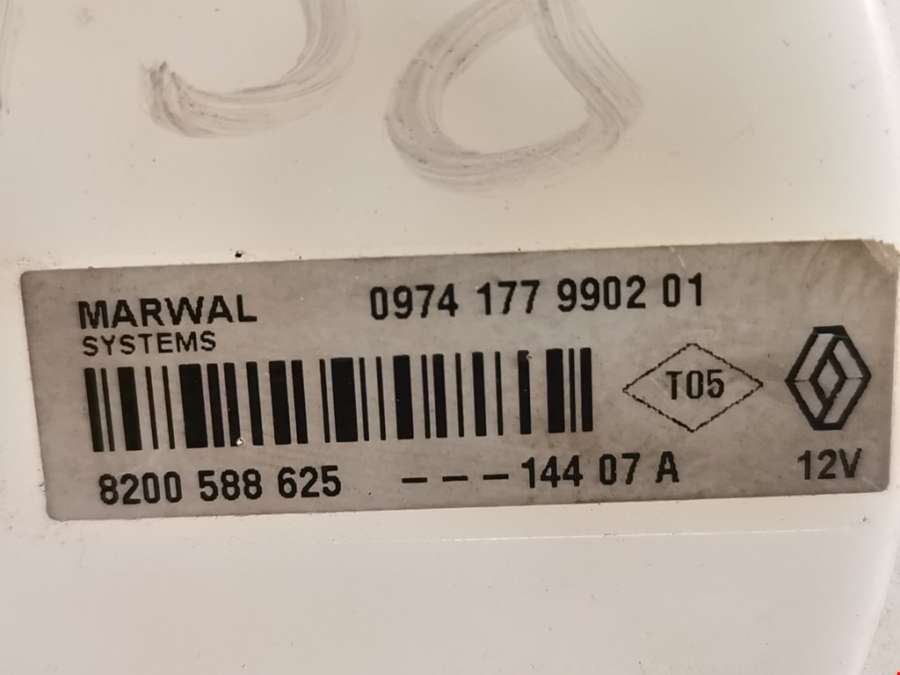 MARWAL 0974 177 9902 01
SYSTEMS
T05
8200 588 625 ---144 07 A 12V